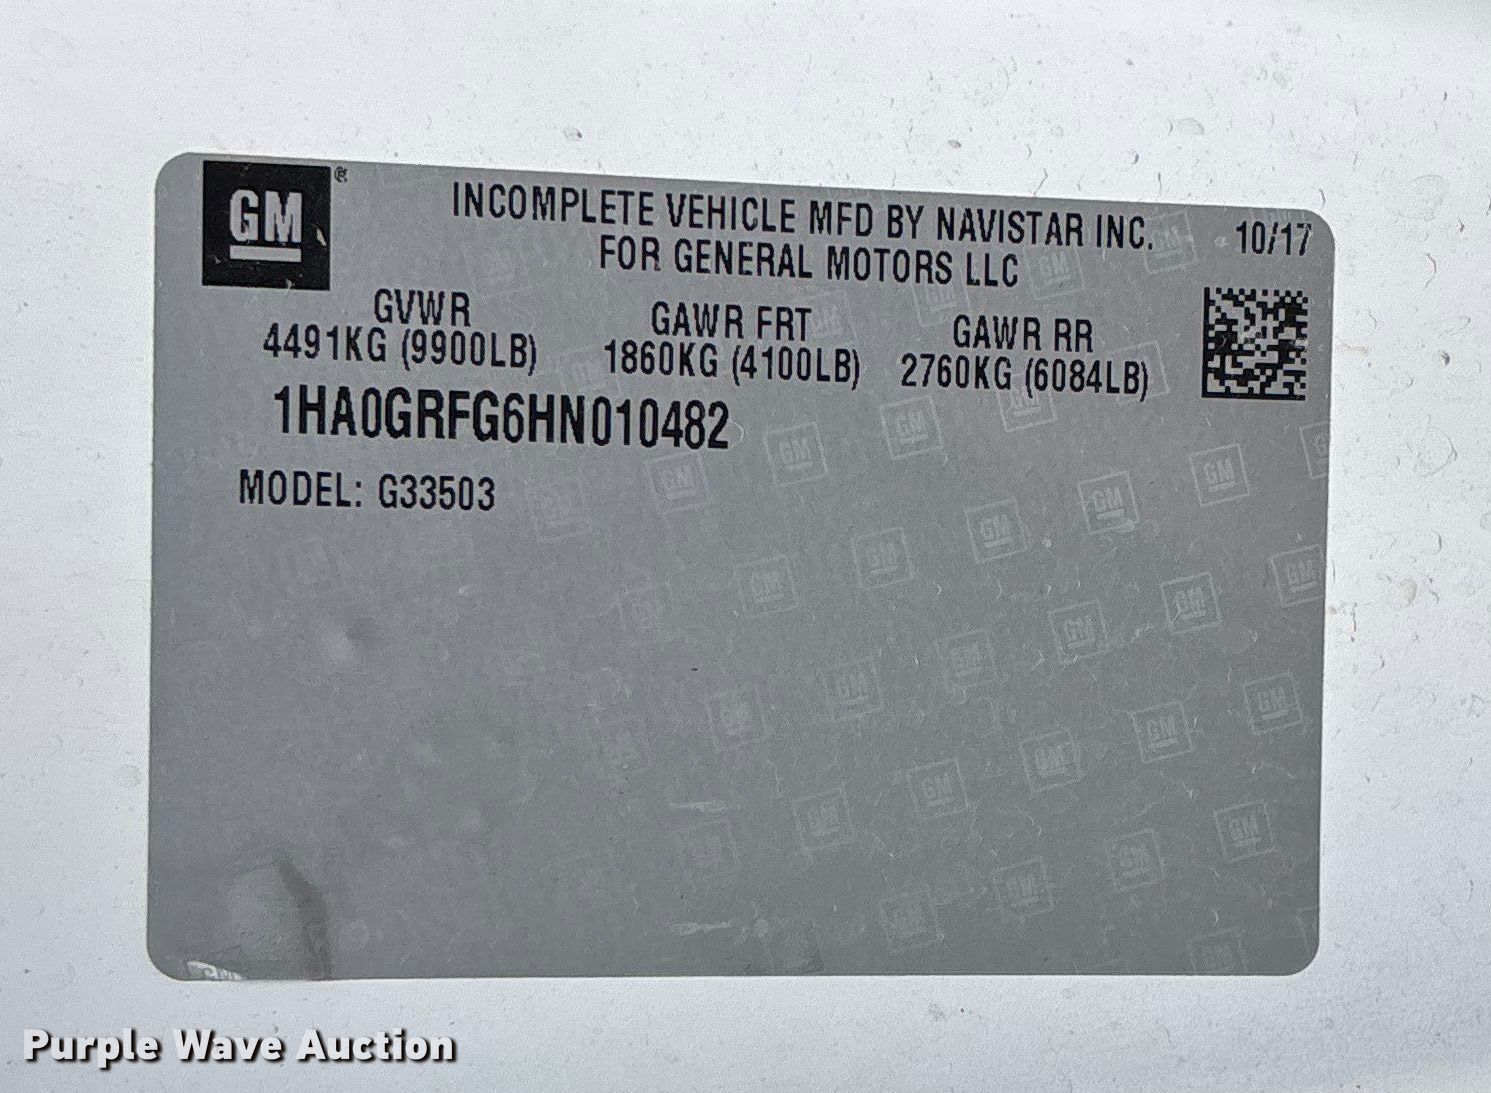 GM®
INCOMPLETE VEHICLE MFD BY NAVISTAR INC. 10/17
FOR GENERAL MOTORS LLC
GVWR GAWR FRT GAWR RR
4491KG (9900LB) 1860KG (4100LB) 2760KG (6084LB)
1HA0GRFG6HN010482
MODEL: G33503
Purple Wave Auction